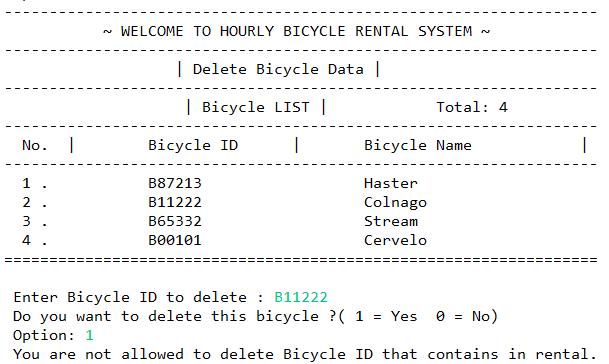 ~ WELCOME TO HOURLY BICYCLE RENTAL SYSTEM ~
| Delete Bicycle Data |
| Bicycle LIST | Total: 4
No. | Bicycle ID | Bicycle Name |
1 . B87213 Haster
2 . B11222 Colnago
3 . B65332 Stream
4 . B00101 Cervelo
Enter Bicycle ID to delete : B11222
Do you want to delete this bicycle ?( 1 = Yes 0 = No)
Option: 1
You are not allowed to delete Bicycle ID that contains in rental.